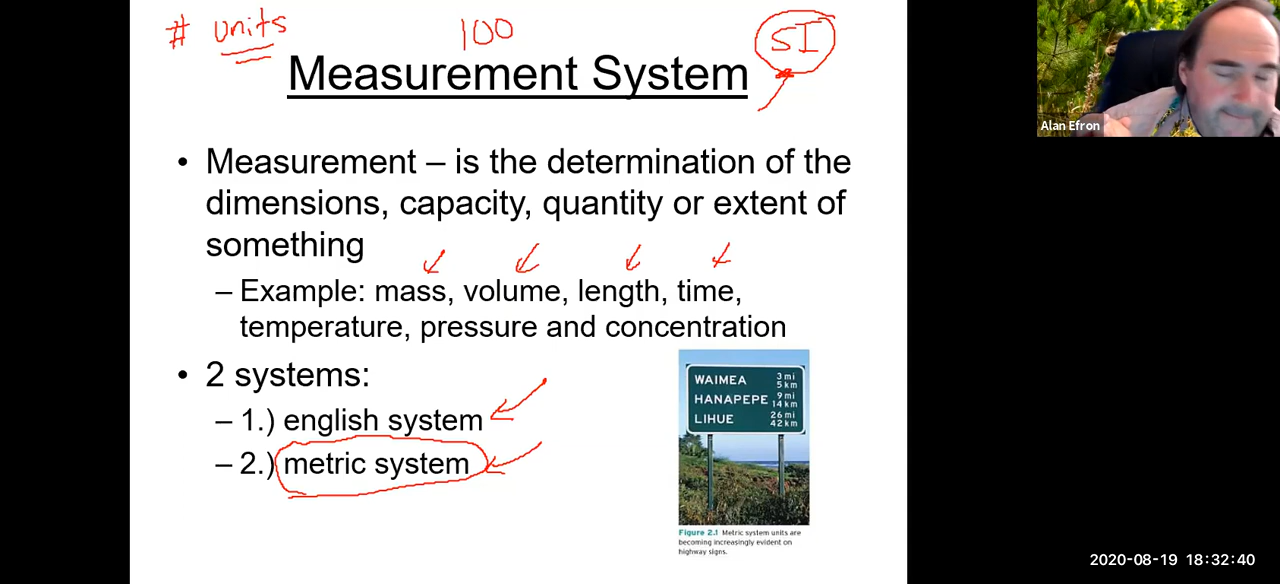 # units
100
SI
Measurement System
• Measurement – is the determination of the
dimensions, capacity, quantity or extent of
something
– Example: mass, volume, length, time,
temperature, pressure and concentration
• 2 systems:
– 1.) english system
– 2.) metric system
WAIMEA 3 mi
5 km
HANAPEPE 9 mi
14 km
LIHUE 26 mi
42 km
Figure 2.1 Metric system units are
becoming increasingly evident on
highway signs.
Alan Efron
2020-08-19 18:32:40